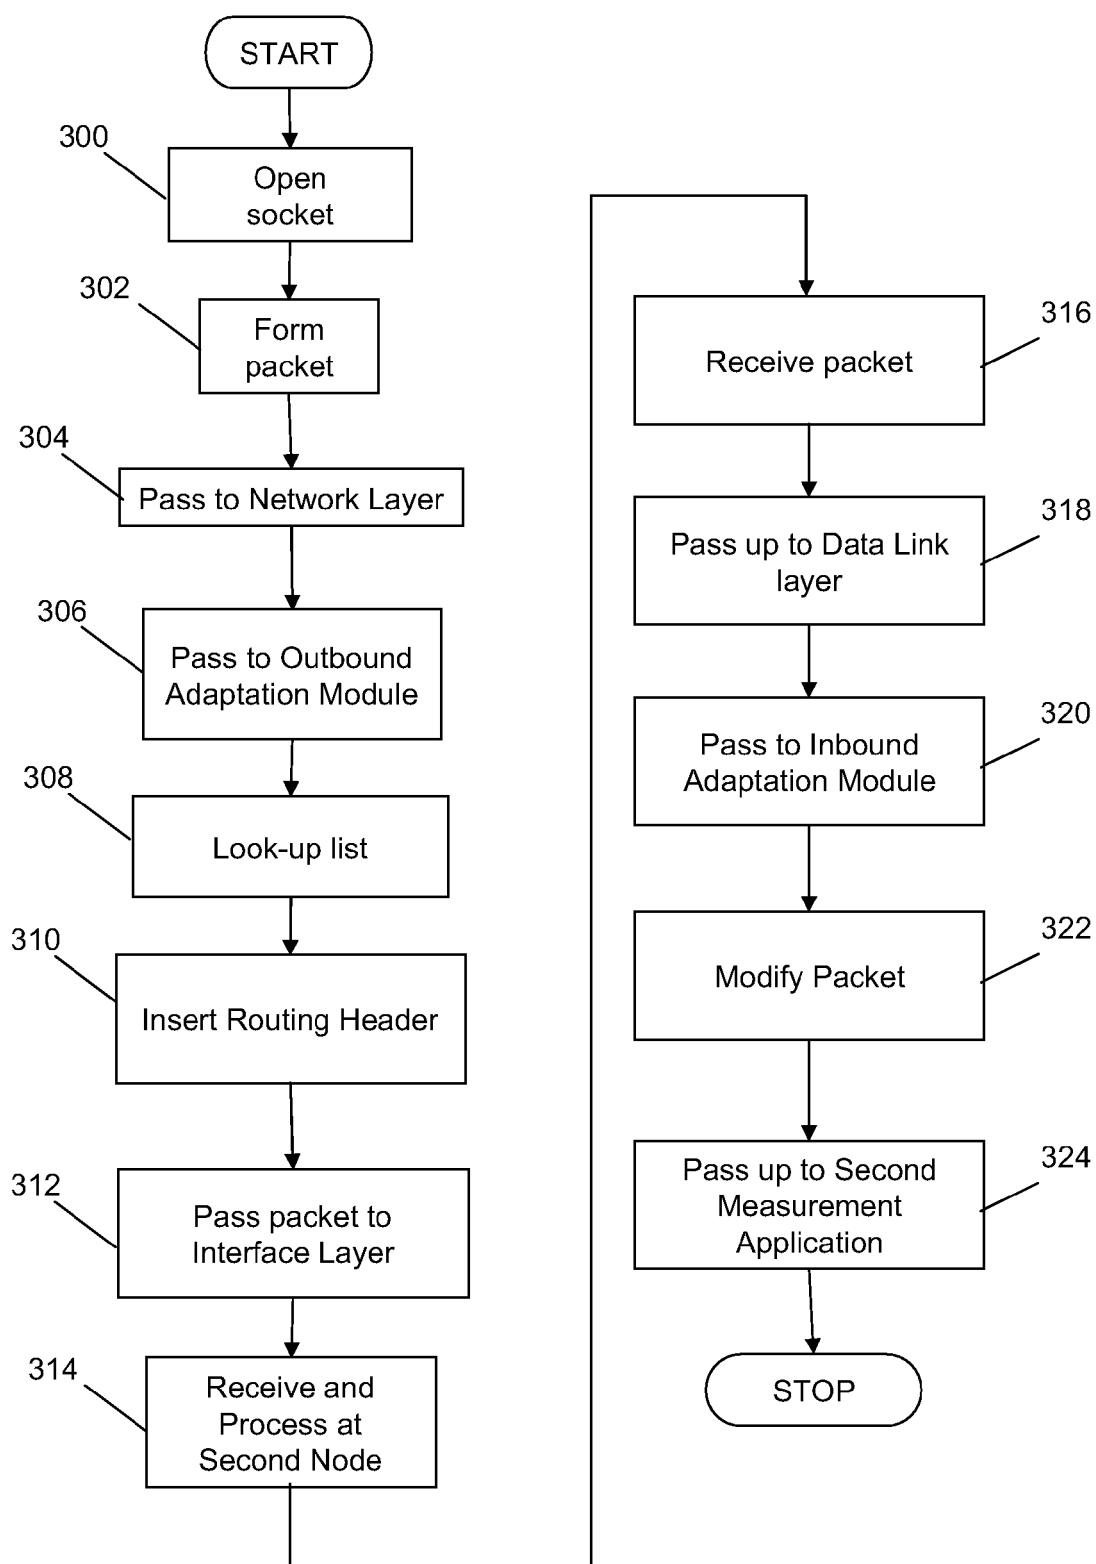 START
300
Open
socket
302
Form
packet
304
Pass to Network Layer
306
Pass to Outbound
Adaptation Module
308
Look-up list
310
Insert Routing Header
312
Pass packet to
Interface Layer
314
Receive and
Process at
Second Node
316
Receive packet
318
Pass up to Data Link
layer
320
Pass to Inbound
Adaptation Module
322
Modify Packet
324
Pass up to Second
Measurement
Application
STOP